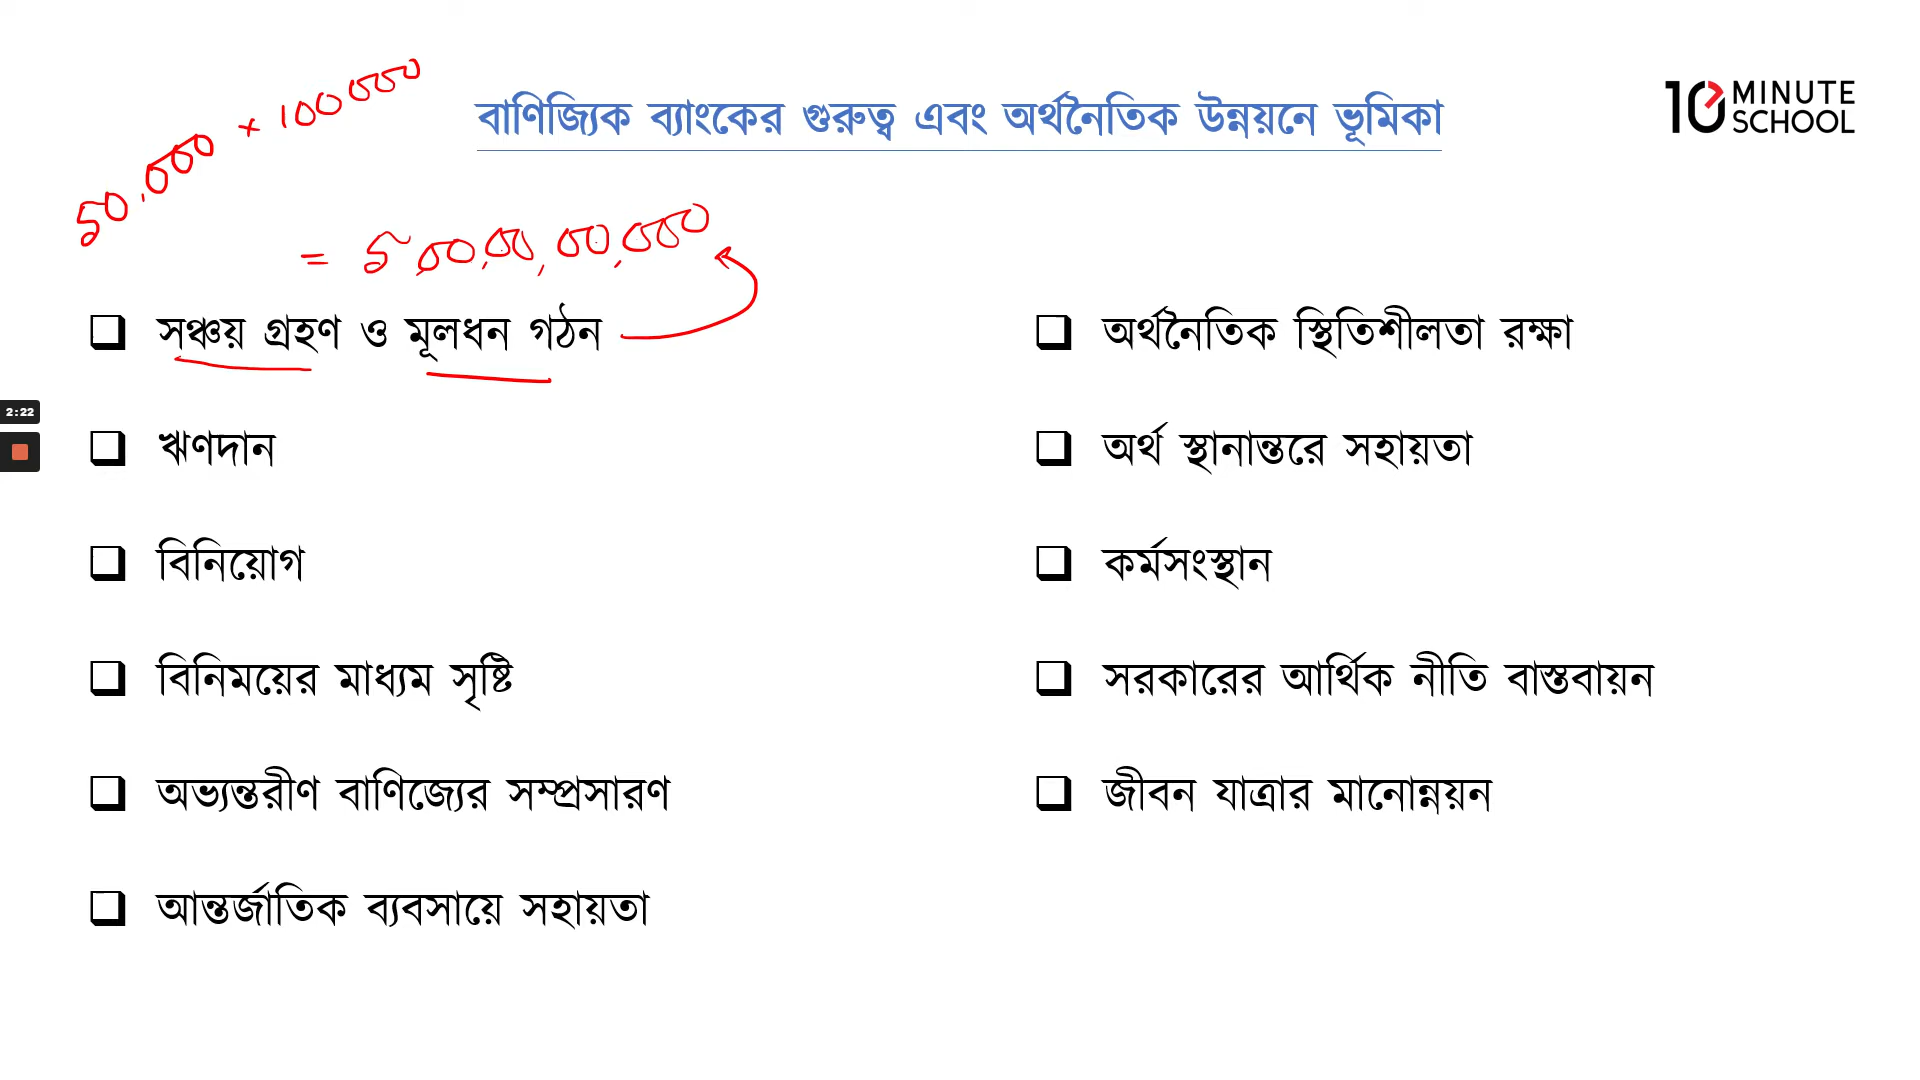 বাণিজ্যিক ব্যাংকের গুরুত্ব এবং অর্থনৈতিক উন্নয়নে ভূমিকা
10 MINUTE SCHOOL
50,000 × 100000
= 5,00,00,00,000
সঞ্চয় গ্রহণ ও মূলধন গঠন
ঋণদান
বিনিয়োগ
বিনিময়ের মাধ্যম সৃষ্টি
অভ্যন্তরীণ বাণিজ্যের সম্প্রসারণ
আন্তর্জাতিক ব্যবসায়ে সহায়তা
অর্থনৈতিক স্থিতিশীলতা রক্ষা
অর্থ স্থানান্তরে সহায়তা
কর্মসংস্থান
সরকারের আর্থিক নীতি বাস্তবায়ন
জীবন যাত্রার মানোন্নয়ন
2:22